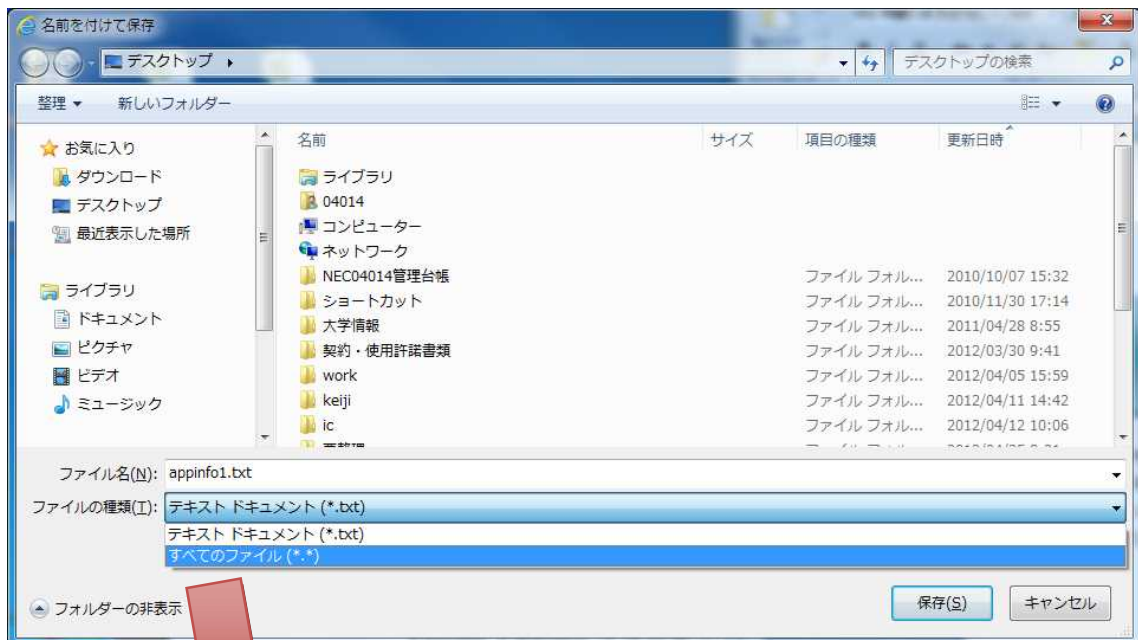 名前を付けて保存
デスクトップ
デスクトップの検索
整理 新しいフォルダー
お気に入り
ダウンロード
デスクトップ
最近表示した場所
ライブラリ
ドキュメント
ピクチャ
ビデオ
ミュージック
名前 サイズ 項目の種類 更新日時
ライブラリ
04014
コンピューター
ネットワーク
NEC04014管理台帳 ファイル フォル... 2010/10/07 15:32
ショートカット ファイル フォル... 2010/11/30 17:14
大学情報 ファイル フォル... 2011/04/28 8:55
契約・使用許諾書類 ファイル フォル... 2012/03/30 9:41
work ファイル フォル... 2012/04/05 15:59
keiji ファイル フォル... 2012/04/11 14:42
ic ファイル フォル... 2012/04/12 10:06
ファイル名(N): appinfo1.txt
ファイルの種類(T): テキスト ドキュメント (*.txt)
テキスト ドキュメント (*.txt)
すべてのファイル (*.*)
フォルダーの非表示
保存(S) キャンセル